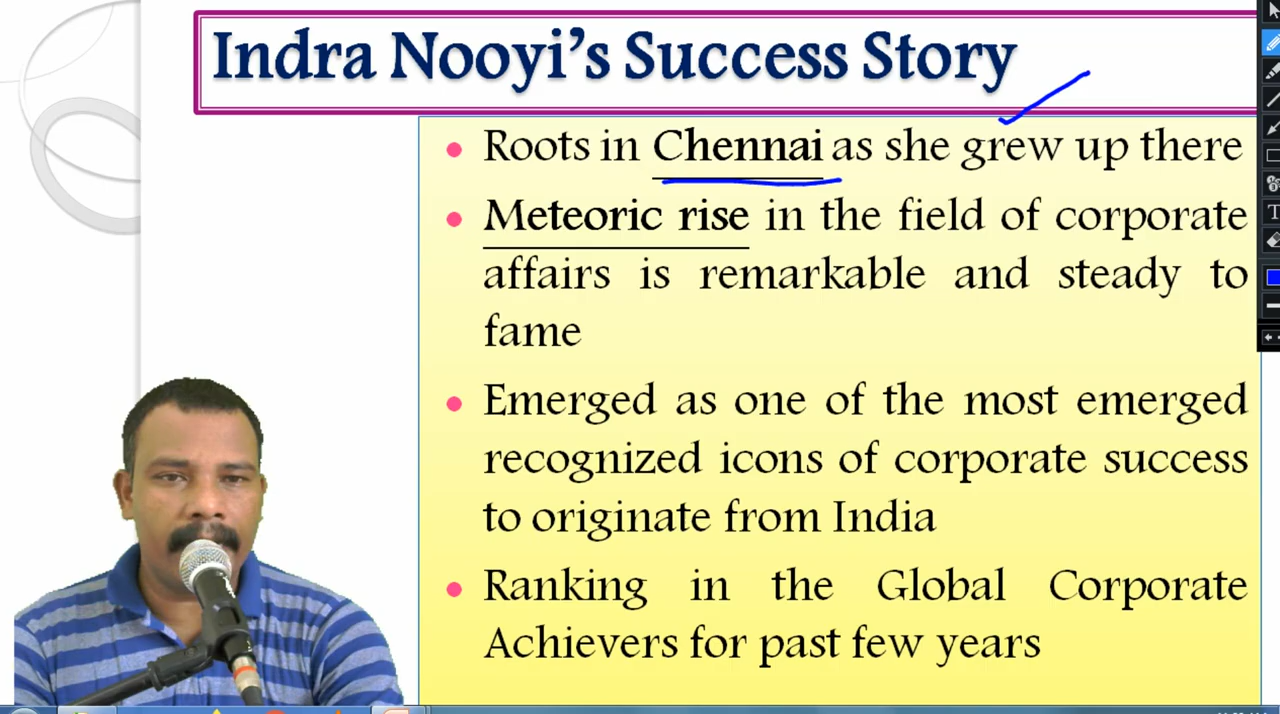 Indra Nooyi’s Success Story
Roots in Chennai as she grew up there
Meteoric rise in the field of corporate
affairs is remarkable and steady to
fame
Emerged as one of the most emerged
recognized icons of corporate success
to originate from India
Ranking in the Global Corporate
Achievers for past few years